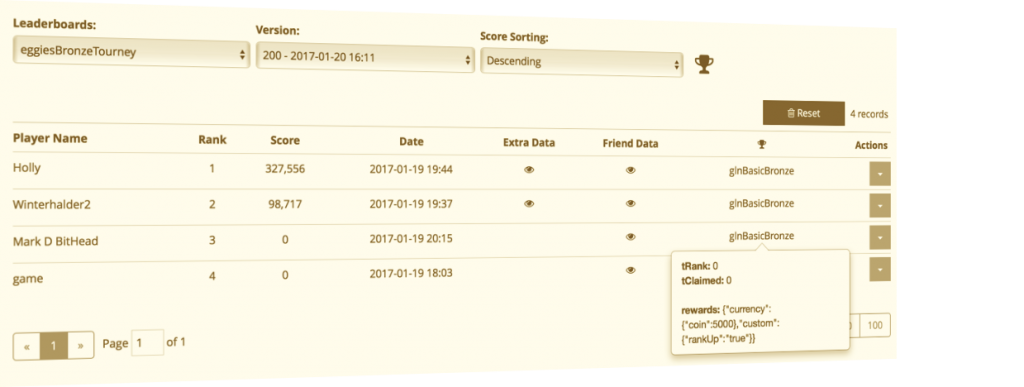 Leaderboards: Version: Score Sorting:
eggiesBronzeTourney 200 - 2017-01-20 16:11 Descending
Reset 4 records
Player Name Rank Score Date Extra Data Friend Data Actions
Holly 1 327,556 2017-01-19 19:44 glnBasicBronze
Winterhalder2 2 98,717 2017-01-19 19:37 glnBasicBronze
Mark D BitHead 3 0 2017-01-19 20:15 glnBasicBronze
game 4 0 2017-01-19 18:03
tRank: 0
tClaimed: 0
rewards: {"currency":
{"coin":5000},"custom":
{"rankUp":"true"}}
« 1 » Page 1 of 1 100